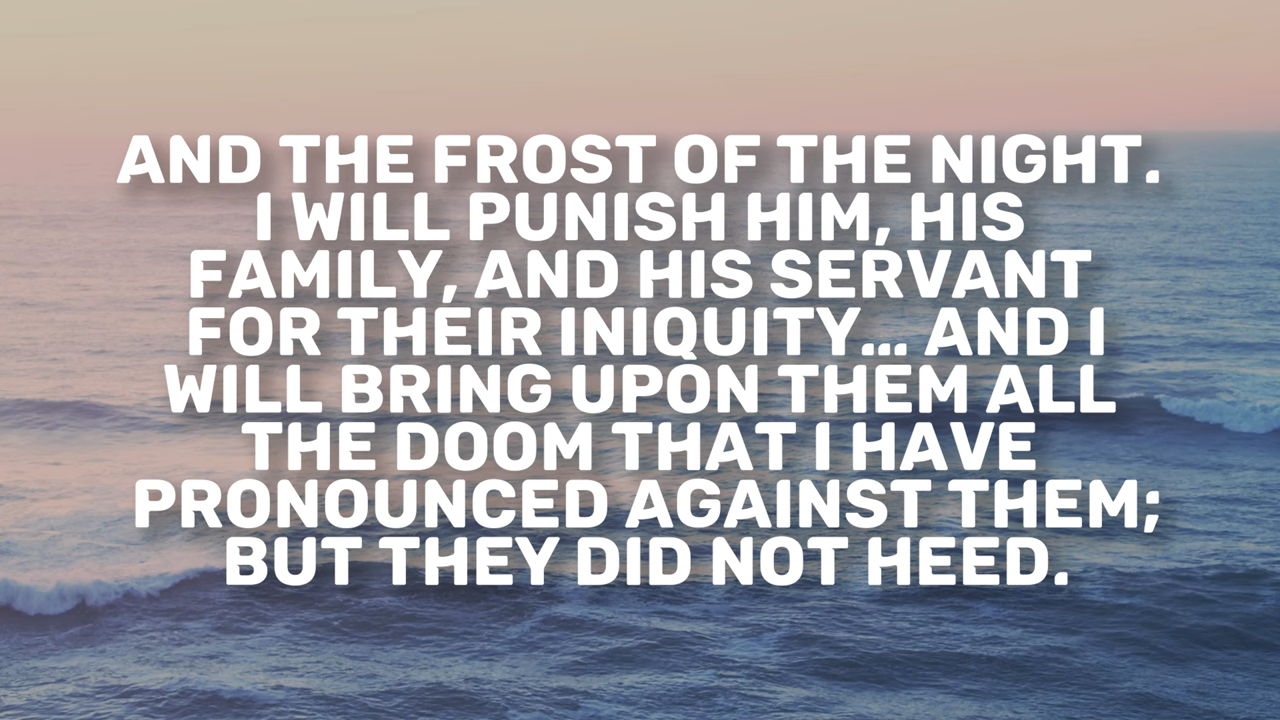 AND THE FROST OF THE NIGHT.
I WILL PUNISH HIM, HIS
FAMILY, AND HIS SERVANT
FOR THEIR INIQUITY... AND I
WILL BRING UPON THEM ALL
THE DOOM THAT I HAVE
PRONOUNCED AGAINST THEM;
BUT THEY DID NOT HEED.